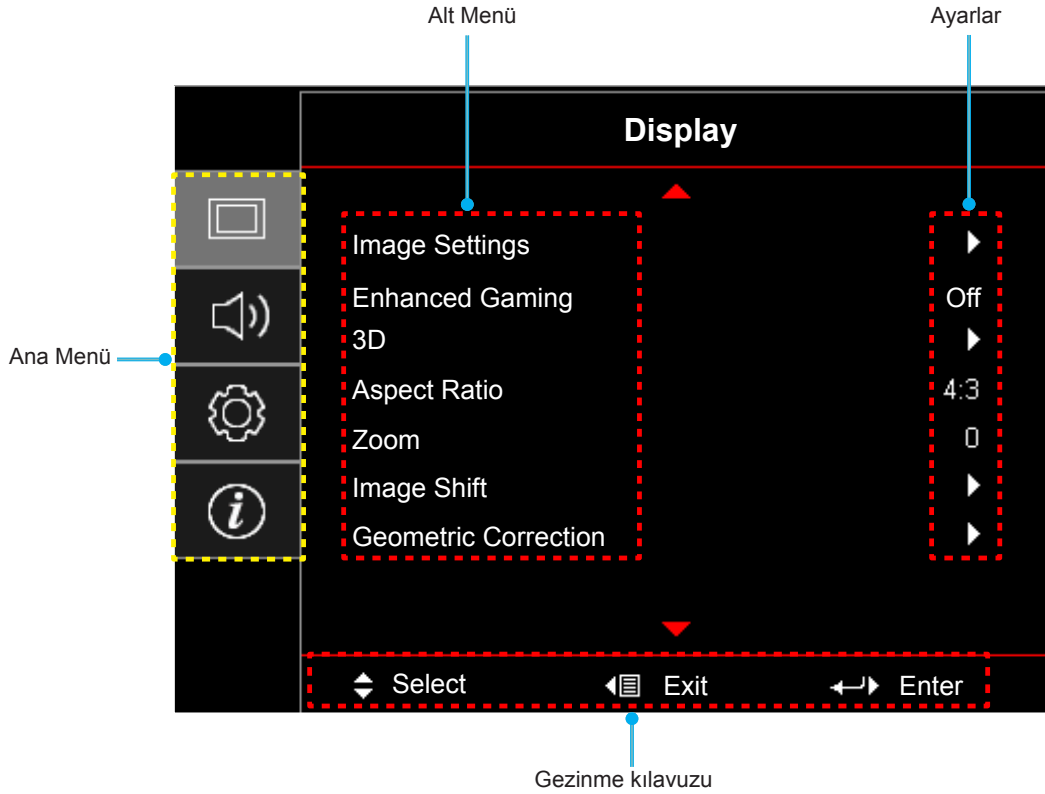 Alt Menü
Ayarlar
Display
Image Settings
Enhanced Gaming Off
3D
Ana Menü
Aspect Ratio 4:3
Zoom 0
Image Shift
Geometric Correction
Select Exit Enter
Gezinme kılavuzu